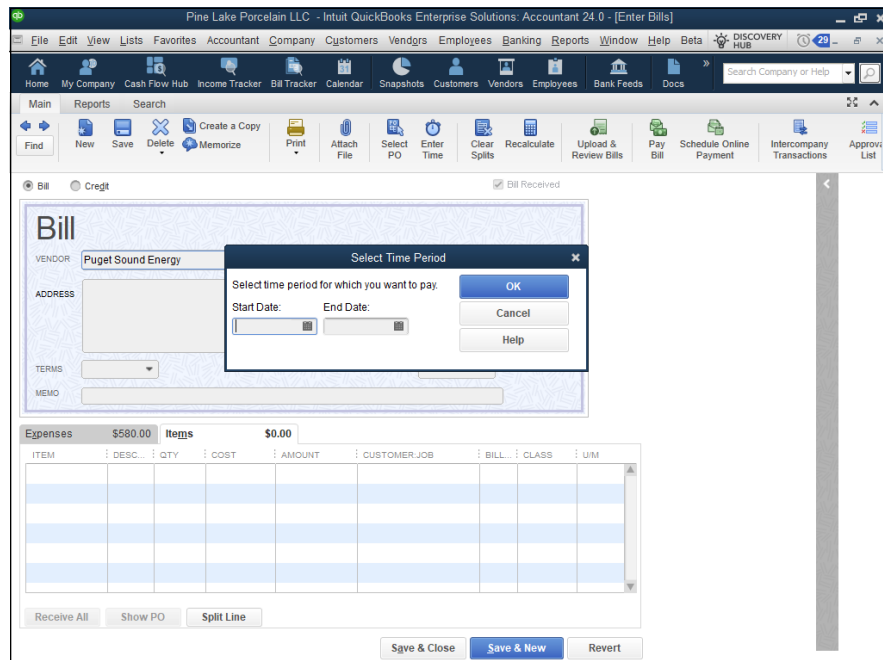 qb Pine Lake Porcelain LLC - Intuit QuickBooks Enterprise Solutions: Accountant 24.0 - [Enter Bills]
File Edit View Lists Favorites Accountant Company Customers Vendors Employees Banking Reports Window Help Beta DISCOVERY HUB 29
Home My Company Cash Flow Hub Income Tracker Bill Tracker Calendar Snapshots Customers Vendors Employees Bank Feeds Docs » Search Company or Help
31
Main Reports Search
Find New Save Delete Create a Copy Memorize Print Attach File Select PO Enter Time Clear Splits Recalculate Upload & Review Bills Pay Bill Schedule Online Payment Intercompany Transactions Approva List
Bill Credit Bill Received
Bill
VENDOR Puget Sound Energy
ADDRESS
TERMS
MEMO
Select Time Period
Select time period for which you want to pay.
Start Date: End Date:
OK
Cancel
Help
Expenses $580.00 Items $0.00
ITEM DESC... QTY COST AMOUNT CUSTOMER:JOB BILL... CLASS U/M
Receive All Show PO Split Line
Save & Close Save & New Revert